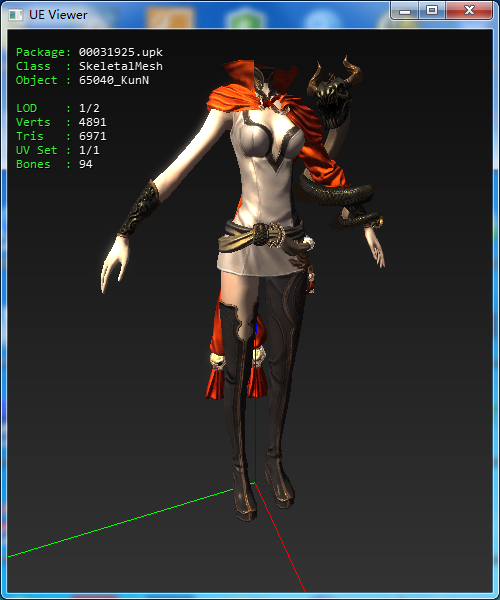 UE Viewer
Package: 00031925.upk
Class : SkeletalMesh
Object : 65040_KunN
LOD : 1/2
Verts : 4891
Tris : 6971
UV Set : 1/1
Bones : 94